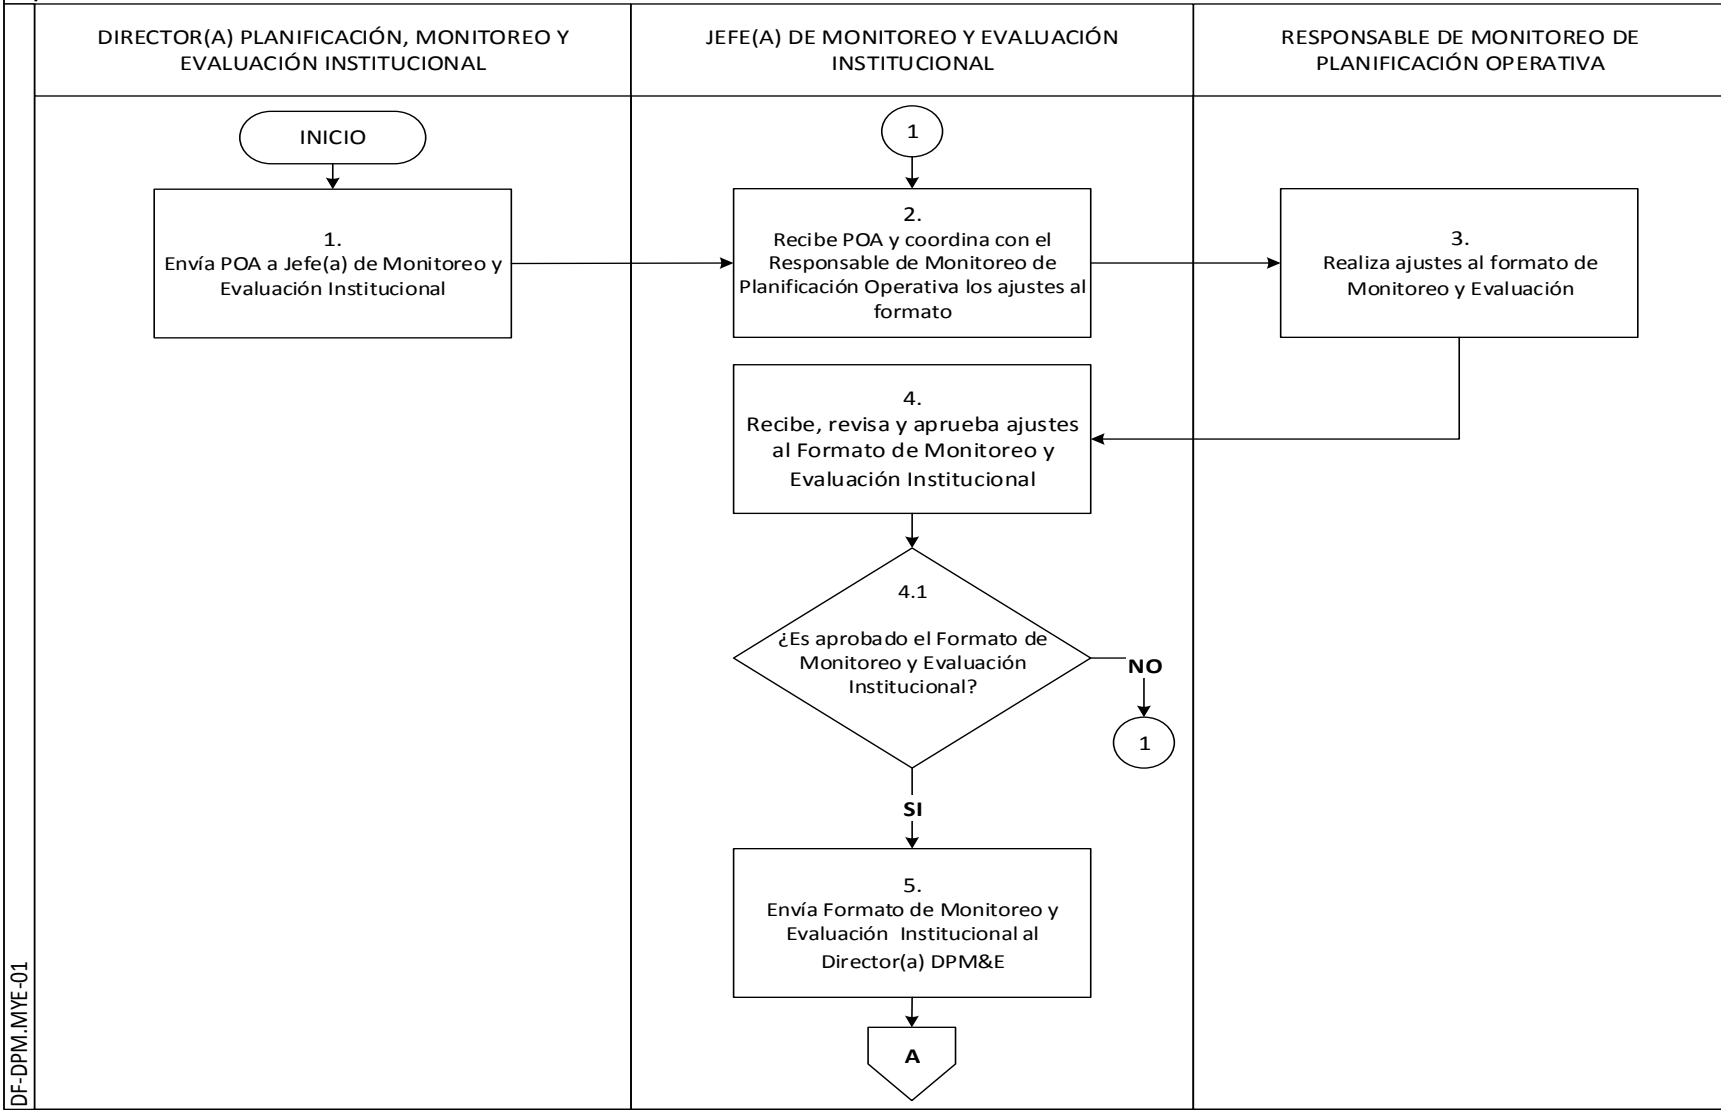 DIRECTOR(A) PLANIFICACIÓN, MONITOREO Y
EVALUACIÓN INSTITUCIONAL
JEFE(A) DE MONITOREO Y EVALUACIÓN
INSTITUCIONAL
RESPONSABLE DE MONITOREO DE
PLANIFICACIÓN OPERATIVA
INICIO
1
1.
Envía POA a Jefe(a) de Monitoreo y
Evaluación Institucional
2.
Recibe POA y coordina con el
Responsable de Monitoreo de
Planificación Operativa los ajustes al
formato
3.
Realiza ajustes al formato de
Monitoreo y Evaluación
4.
Recibe, revisa y aprueba ajustes
al Formato de Monitoreo y
Evaluación Institucional
4.1
¿Es aprobado el Formato de
Monitoreo y Evaluación
Institucional?
NO
1
SI
5.
Envía Formato de Monitoreo y
Evaluación Institucional al
Director(a) DPM&E
A
DF-DPM.MYE-01